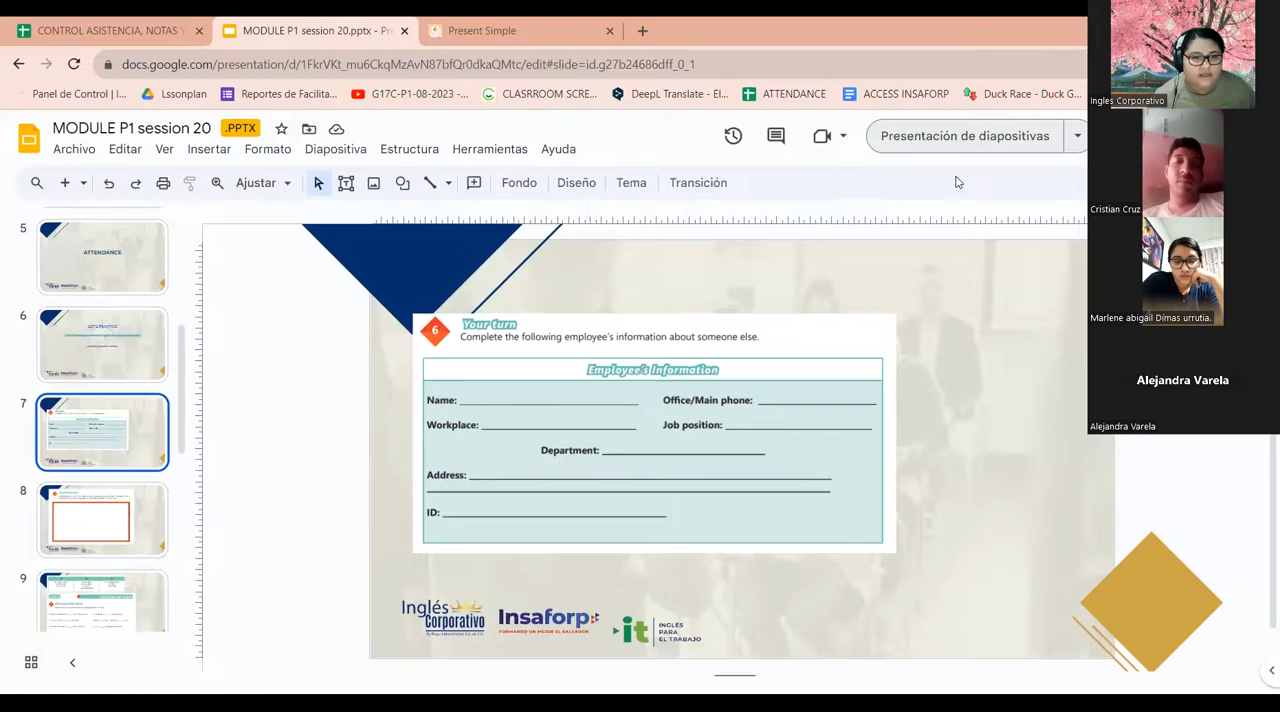 CONTROL ASISTENCIA, NOTAS Y
MODULE P1 session 20.pptx - Pre
Present Simple
docs.google.com/presentation/d/1FkrVKt_mu6CkqMzAvN87bfQr0dkaQMtc/edit#slide=id.g27b24686dff_0_1
Panel de Control | I...
Lssonplan
Reportes de Facilita...
G17C-P1-08-2023 -...
CLASSROOM SCRE...
DeepL Translate - El...
ATTENDANCE
ACCESS INSAFORP
Duck Race - Duck G...
MODULE P1 session 20
.PPTX
Archivo Editar Ver Insertar Formato Diapositiva Estructura Herramientas Ayuda
Presentación de diapositivas
Ajustar
Fondo Diseño Tema Transición
Ingles Corporativo
Cristian Cruz
Marlene abigail Dimas urrutia.
Alejandra Varela
Alejandra Varela
5
ATTENDANCE
6
LET'S PRACTICE
7
8
9
6
Your turn
Complete the following employee's information about someone else.
Employee's Information
Name: Office/Main phone:
Workplace: Job position:
Department:
Address:
ID:
Inglés
Corporativo
Insaforp
FORMANDO UN MEJOR EL SALVADOR
it
INGLES
PARA
EL TRABAJO